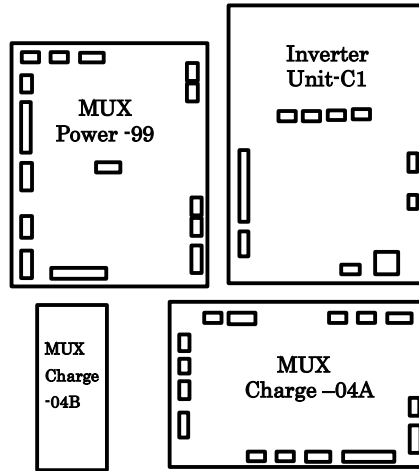 MUX
Power -99
Inverter
Unit-C1
MUX
Charge
-04B
MUX
Charge –04A